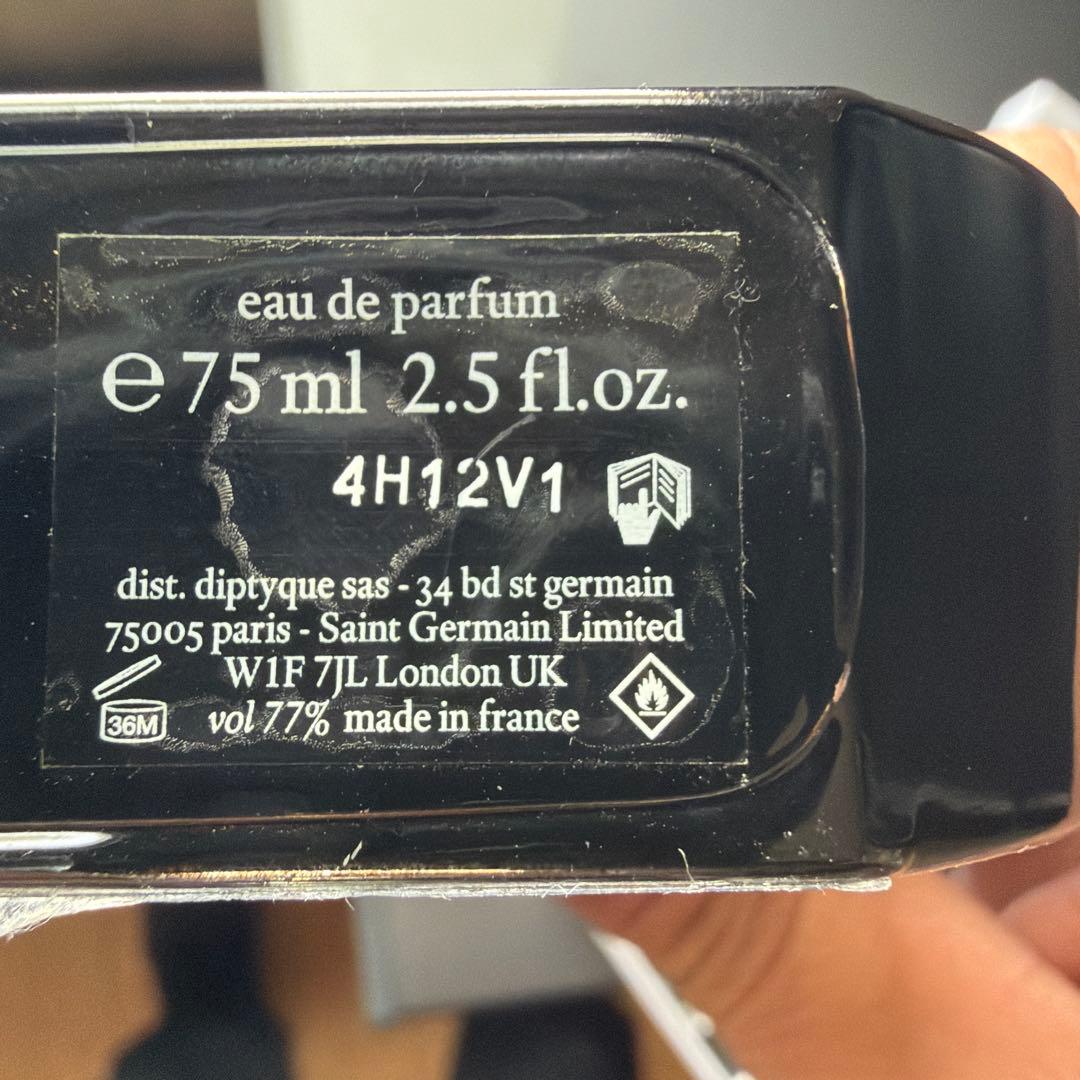 eau de parfum
℮ 75 ml 2.5 fl.oz.
4H12V1
dist. diptyque sas - 34 bd st germain
75005 paris - Saint Germain Limited
W1F 7JL London UK
36M vol 77% made in france